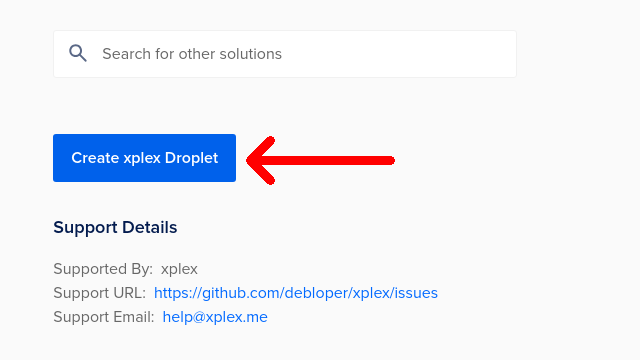 Search for other solutions
Create xplex Droplet
Support Details
Supported By: xplex
Support URL: https://github.com/debloper/xplex/issues
Support Email: help@xplex.me